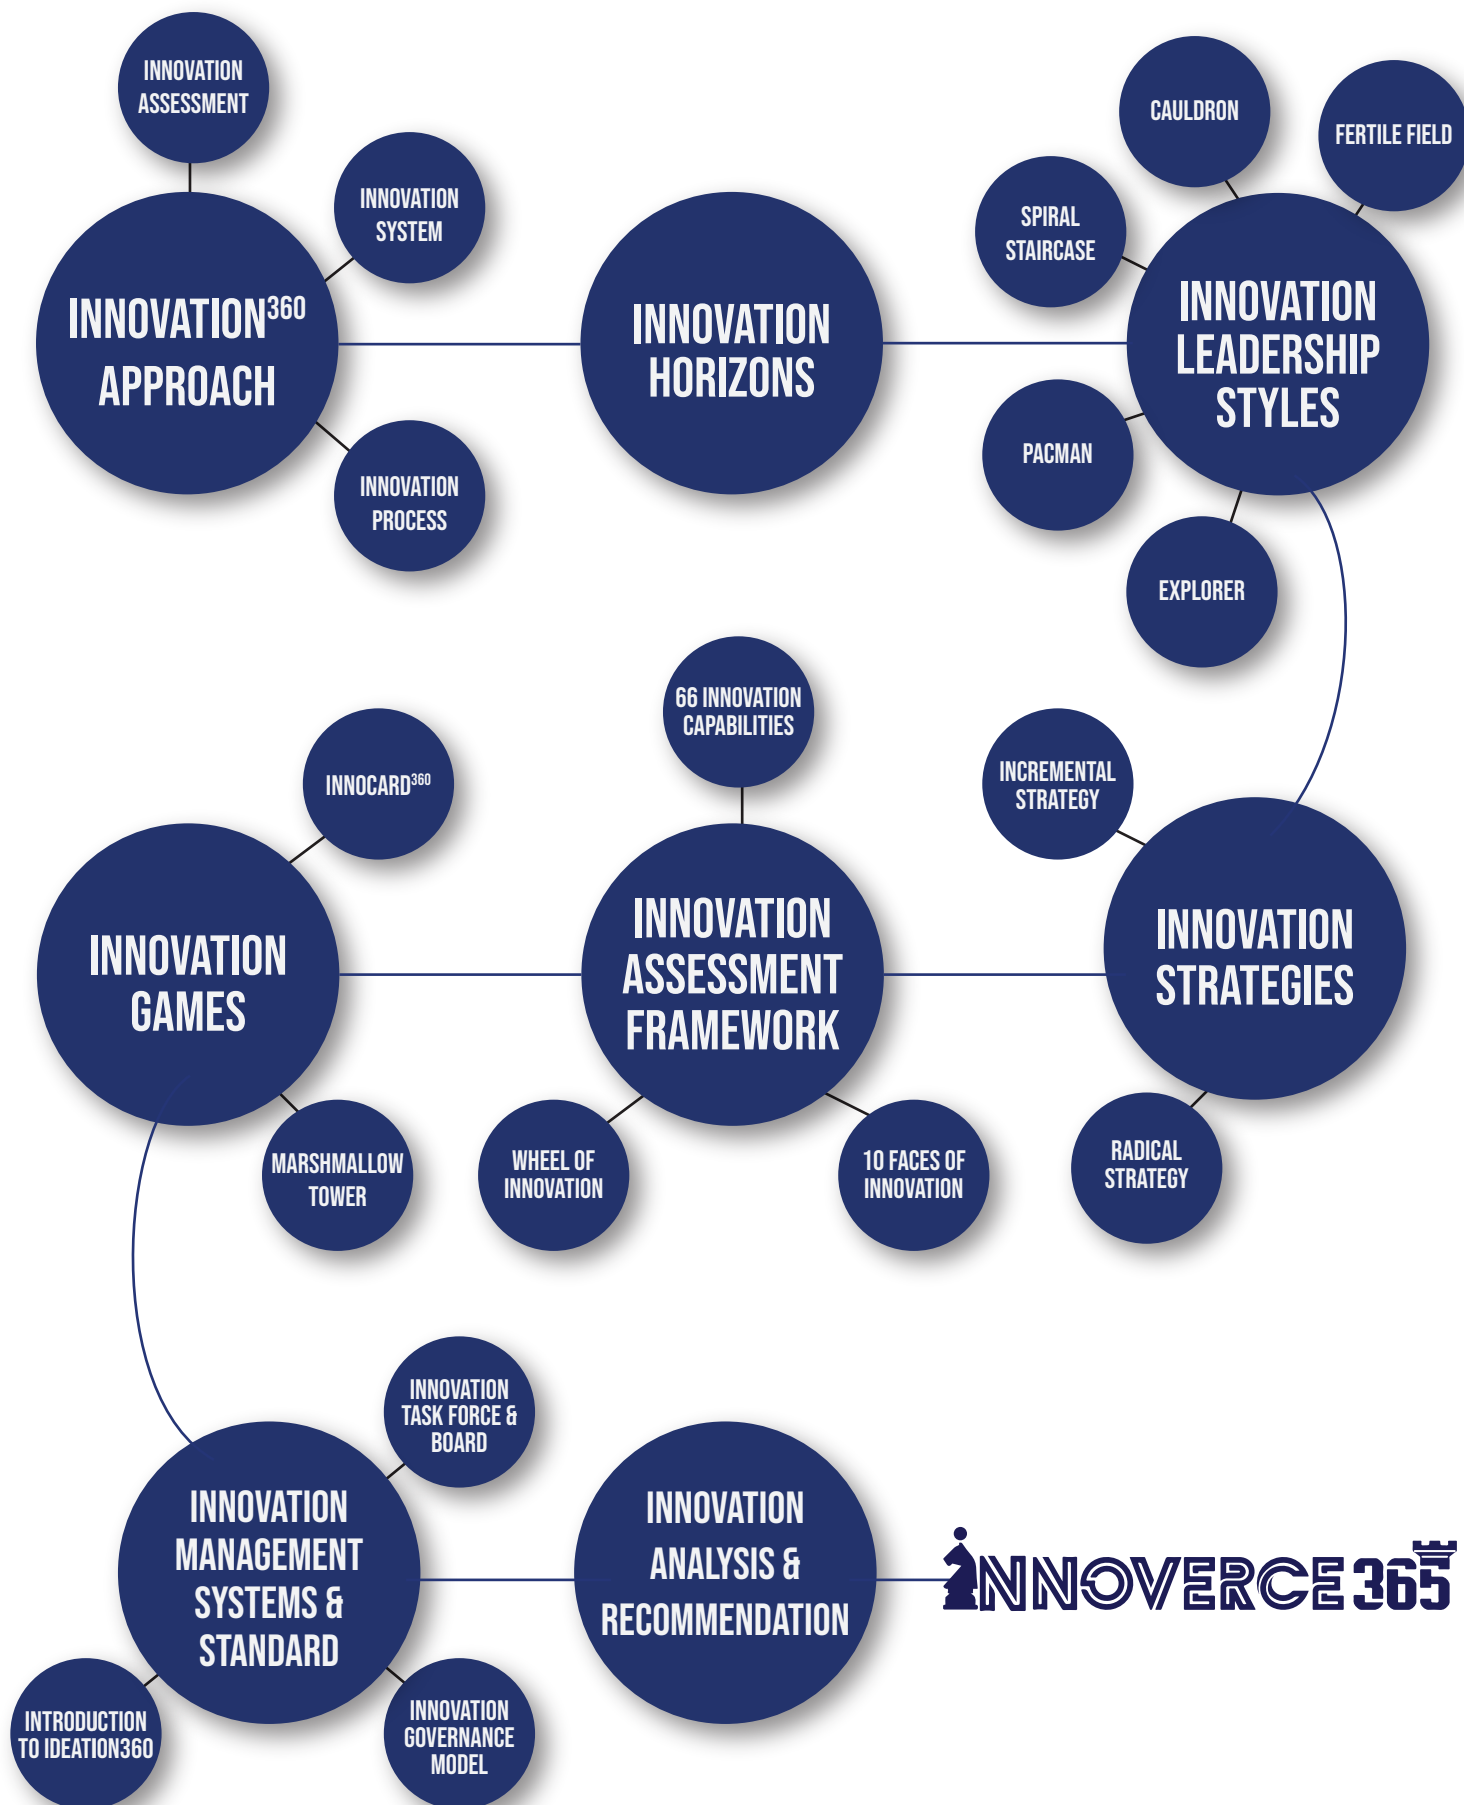 INNOVATION
ASSESSMENT
INNOVATION
SYSTEM
INNOVATION³⁶⁰
APPROACH
INNOVATION
PROCESS
INNOVATION
HORIZONS
CAULDRON
FERTILE FIELD
SPIRAL
STAIRCASE
INNOVATION
LEADERSHIP
STYLES
PACMAN
EXPLORER
INCREMENTAL
STRATEGY
INNOVATION
STRATEGIES
RADICAL
STRATEGY
66 INNOVATION
CAPABILITIES
INNOVATION
ASSESSMENT
FRAMEWORK
WHEEL OF
INNOVATION
10 FACES OF
INNOVATION
INNOCARD³⁶⁰
INNOVATION
GAMES
MARSHMALLOW
TOWER
INNOVATION
TASK FORCE &
BOARD
INNOVATION
MANAGEMENT
SYSTEMS &
STANDARD
INTRODUCTION
TO IDEATION360
INNOVATION
GOVERNANCE
MODEL
INNOVATION
ANALYSIS &
RECOMMENDATION
INNOVERCE 365